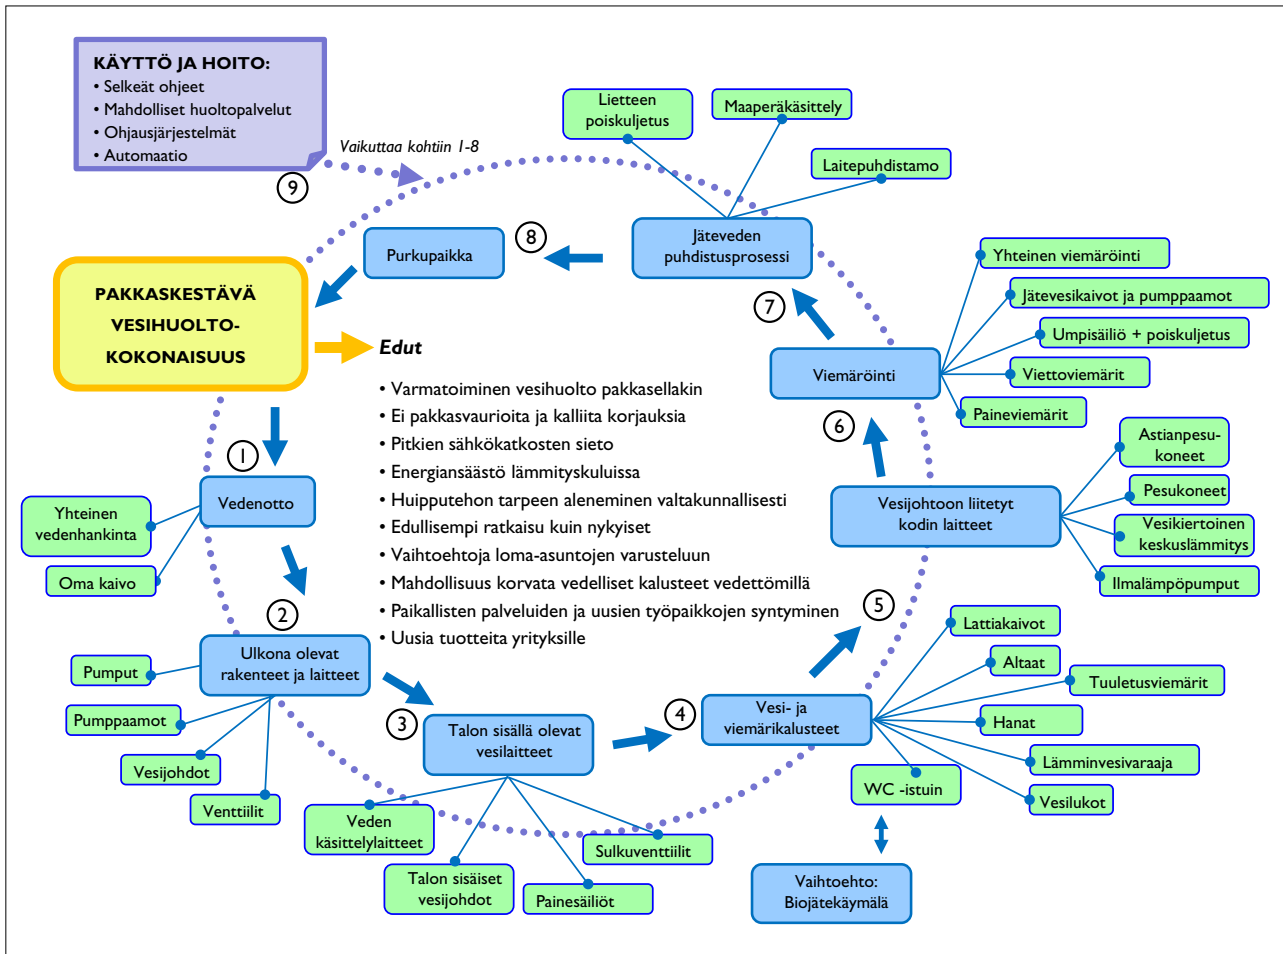 KÄYTTÖ JA HOITO:
• Selkeät ohjeet
• Mahdolliset huoltopalvelut
• Ohjausjärjestelmät
• Automaatio
Vaikuttaa kohtiin 1-8
9
PAKKASKESTÄVÄ
VESIHUOLTO-
KOKONAISUUS
Edut
• Varmatoiminen vesihuolto pakkasellakin
• Ei pakkasvaurioita ja kalliita korjauksia
• Pitkien sähkökatkosten sieto
• Energiansäästö lämmityskuluissa
• Huipputehon tarpeen aleneminen valtakunnallisesti
• Edullisempi ratkaisu kuin nykyiset
• Vaihtoehtoja loma-asuntojen varusteluun
• Mahdollisuus korvata vedelliset kalusteet vedettömillä
• Paikallisten palveluiden ja uusien työpaikkojen syntyminen
• Uusia tuotteita yrityksille
1
Vedenotto
Yhteinen
vedenhankinta
Oma kaivo
2
Ulkona olevat
rakenteet ja laitteet
Pumput
Pumppaamot
Vesijohdot
Venttiilit
3
Talon sisällä olevat
vesilaitteet
Veden
käsittelylaitteet
Talon sisäiset
vesijohdot
Painesäiliöt
Sulkuventtiilit
4
Vesi- ja
viemärikalusteet
Lattiakaivot
Altaat
Tuuletusviemärit
Hanat
Lämminvesivaraaja
Vesilukot
WC -istuin
Vaihtoehto:
Biojätekäymälä
5
Vesijohtoon liitetyt
kodin laitteet
Astianpesu-
koneet
Pesukoneet
Vesikiertoinen
keskuslämmitys
Ilmalämpöpumput
6
Viemäröinti
Yhteinen viemäröinti
Jätevesikaivot ja pumppaamot
Umpisäiliö + poiskuljetus
Viettoviemärit
Paineviemärit
7
Jäteveden
puhdistusprosessi
Lietteen
poiskuljetus
Maaperäkäsittely
Laitepuhdistamo
8
Purkupaikka